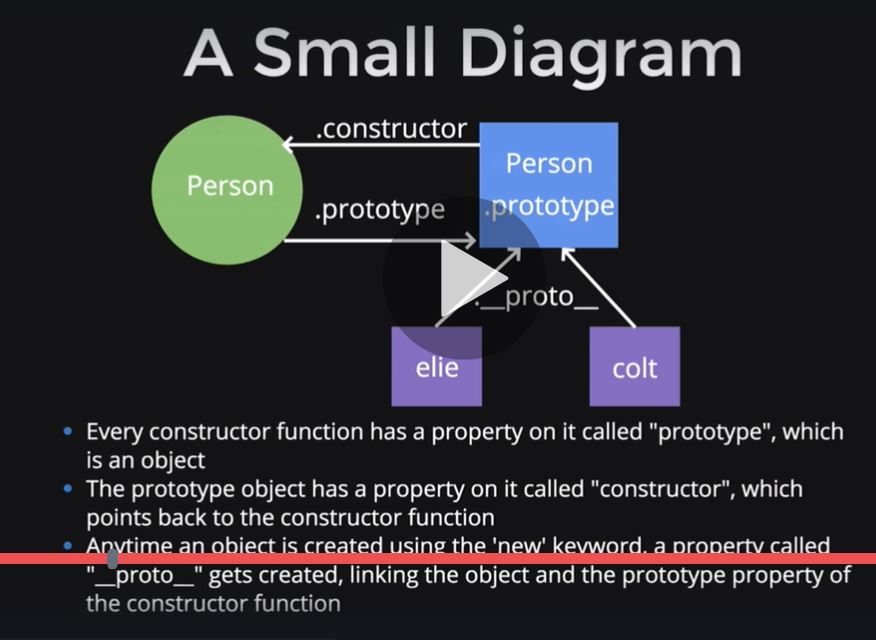 A Small Diagram
.constructor
Person
Person
.prototype
.prototype
.__proto__
elie
colt
• Every constructor function has a property on it called "prototype", which
is an object
• The prototype object has a property on it called "constructor", which
points back to the constructor function
• Anytime an object is created using the 'new' keyword, a property called
"__proto__" gets created, linking the object and the prototype property of
the constructor function